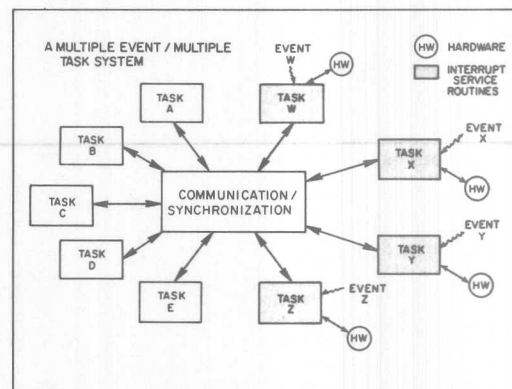 A MULTIPLE EVENT / MULTIPLE
TASK SYSTEM
EVENT
W
HW
HW HARDWARE
INTERRUPT
SERVICE
ROUTINES
TASK
A
TASK
W
TASK
B
EVENT
X
TASK
X
HW
TASK
C
COMMUNICATION /
SYNCHRONIZATION
EVENT
Y
TASK
Y
HW
TASK
D
TASK
E
TASK
Z
EVENT
Z
HW